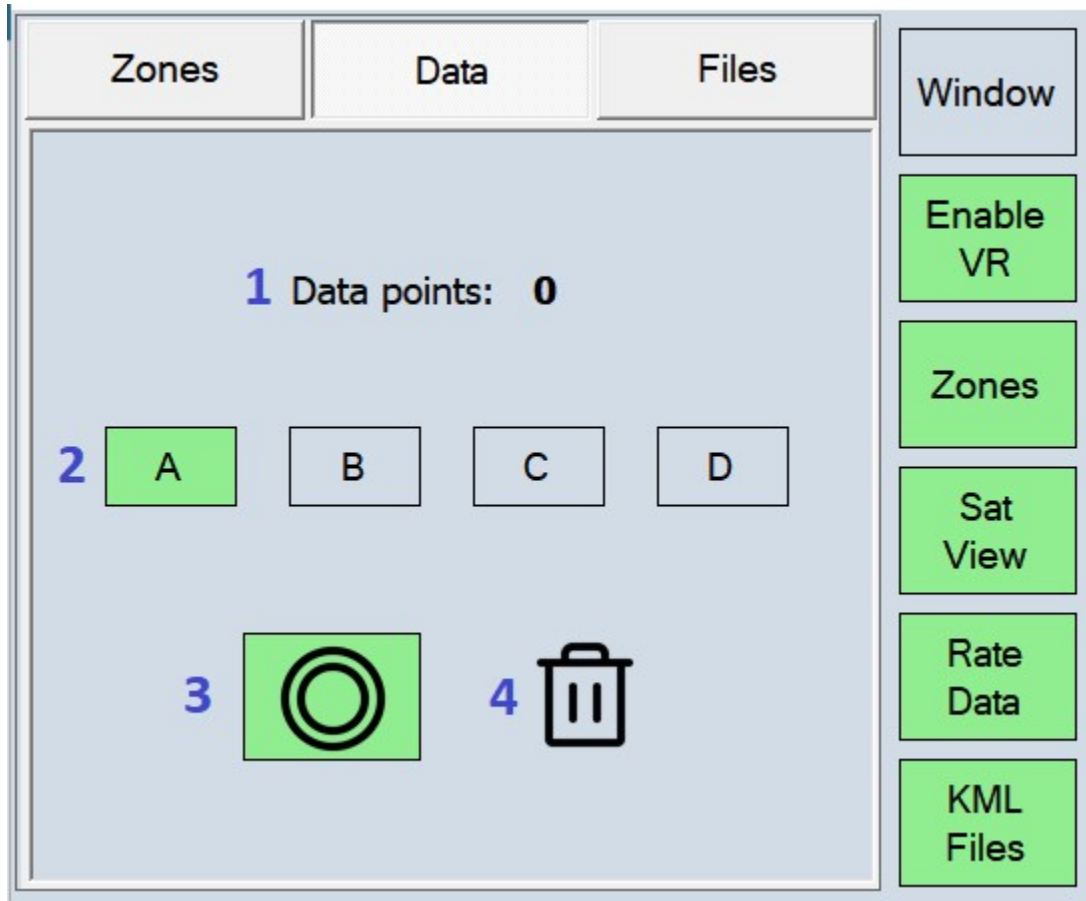 Zones Data Files
Window
Enable
VR
1 Data points: 0
Zones
2 A B C D
Sat
View
3 4
Rate
Data
KML
Files